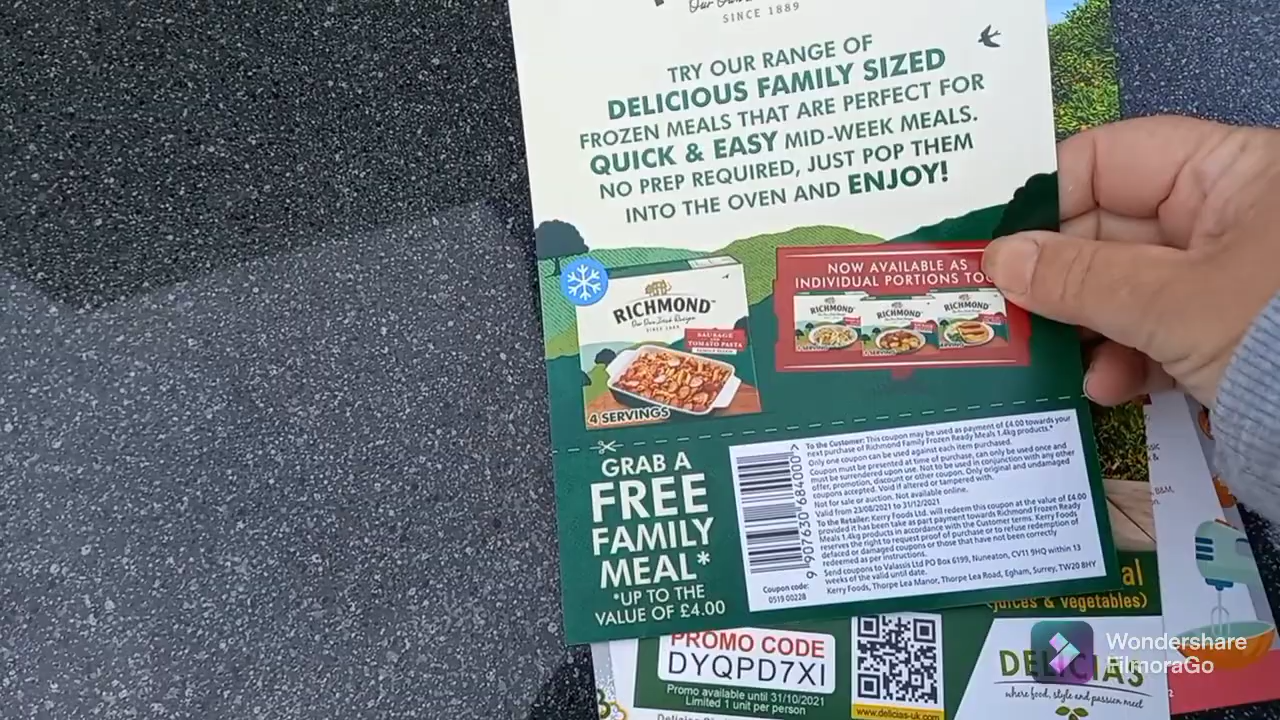 SINCE 1889
TRY OUR RANGE OF
DELICIOUS FAMILY SIZED
FROZEN MEALS THAT ARE PERFECT FOR
QUICK & EASY MID-WEEK MEALS.
NO PREP REQUIRED, JUST POP THEM
INTO THE OVEN AND ENJOY!
RICHMOND
SINCE 1889
SAUSAGE
TOMATO PASTA
4 SERVINGS
NOW AVAILABLE AS
INDIVIDUAL PORTIONS TOO
RICHMOND
RICHMOND
RICHMOND
GRAB A
FREE
FAMILY
MEAL*
*UP TO THE
VALUE OF £4.00
9 907630 684000 >
Coupon code:
0519 00228
To the Customer: This coupon may be used as payment of £4.00 towards your
next purchase of Richmond Family Frozen Ready Meals 1.4kg products.*
Only one coupon can be used against each item purchased.
Coupon must be presented at time of purchase, can only be used once and
must be surrendered upon use. Not to be used in conjunction with any other
offer, promotion, discount or other coupon. Only original and undamaged
coupons accepted. Void if altered or tampered with.
Not for sale or auction. Not available online.
Valid from 23/08/2021 to 31/12/2021
To the Retailer: Kerry Foods Ltd. will redeem this coupon at the value of £4.00
provided it has been take as part payment towards Richmond Frozen Ready
Meals 1.4kg products in accordance with the Customer terms. Kerry Foods
reserves the right to request proof of purchase or to refuse redemption of
defaced or damaged coupons or those that have not been correctly
redeemed as per instructions.
Send coupons to Valassis Ltd PO Box 6199, Nuneaton, CV11 9HQ within 13
weeks of the valid until date.
Kerry Foods, Thorpe Lea Manor, Thorpe Lea Road, Egham, Surrey, TW20 8HY
al
(juices & vegetables)
PROMO CODE
DYQPD7XI
Promo available until 31/10/2021
Limited 1 unit per person
www.delicias-uk.com
DELICIAS
where food, style and passion meet
Wondershare
FilmoraGo